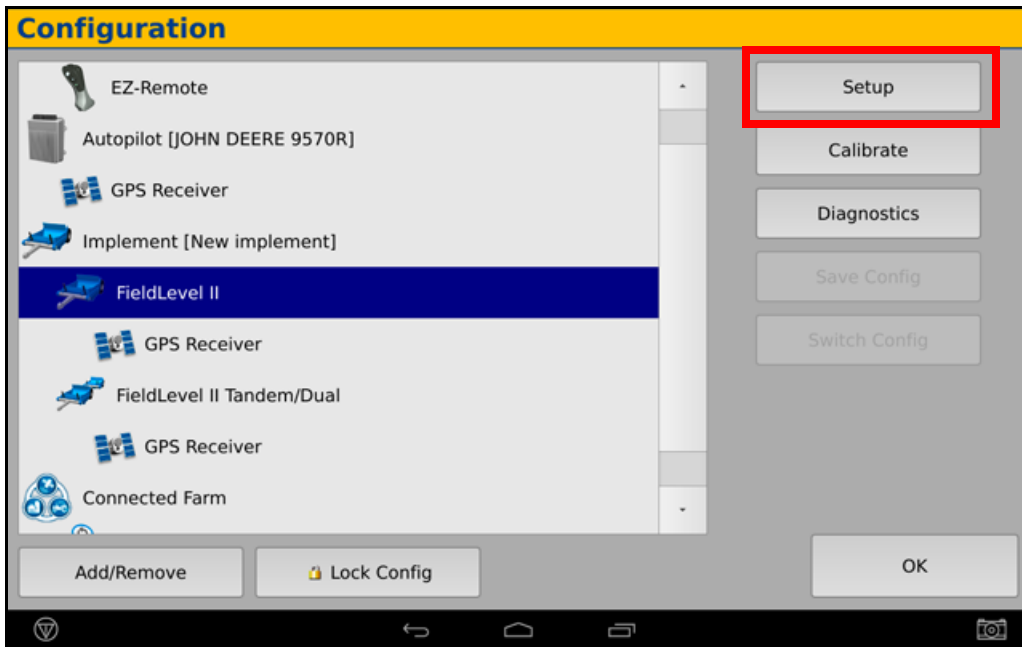 Configuration
EZ-Remote
Autopilot [JOHN DEERE 9570R]
GPS Receiver
Implement [New implement]
FieldLevel II
GPS Receiver
FieldLevel II Tandem/Dual
GPS Receiver
Connected Farm
Setup
Calibrate
Diagnostics
Save Config
Switch Config
Add/Remove
Lock Config
OK